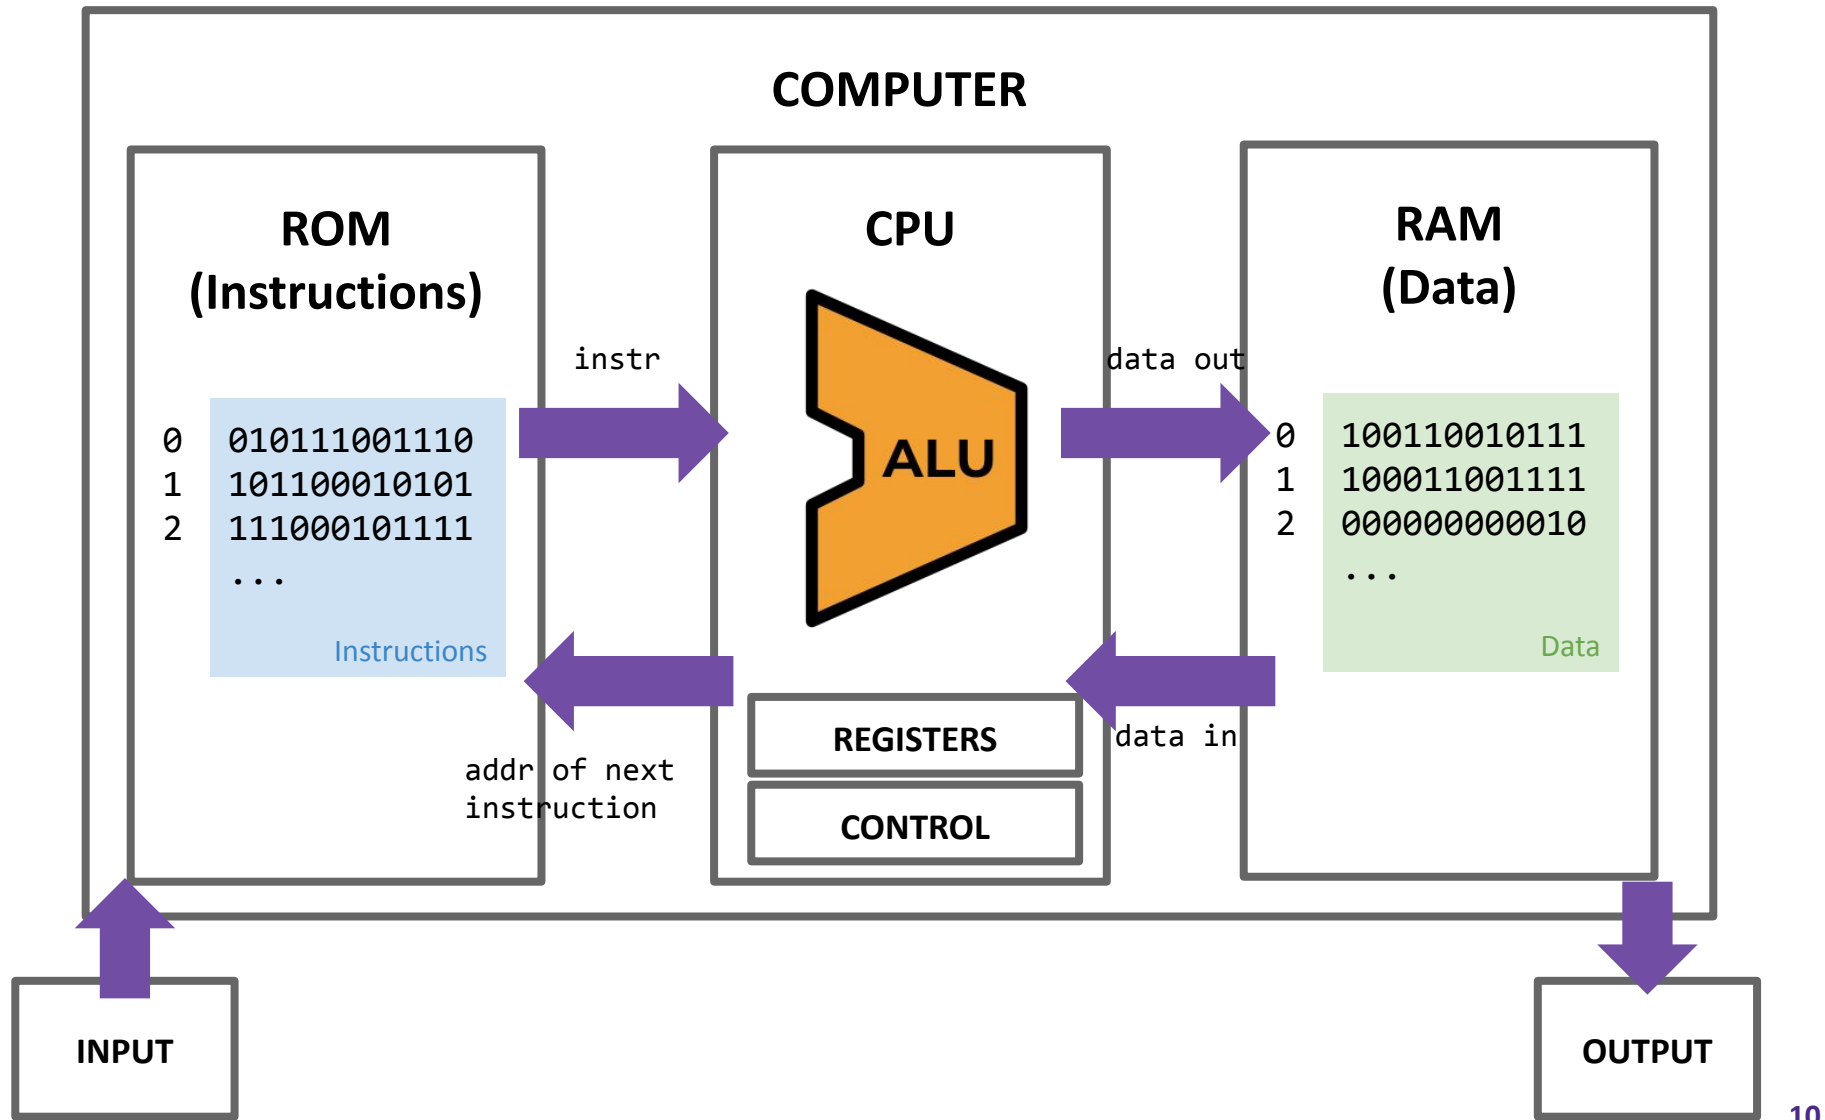 COMPUTER
ROM
(Instructions)
0 010111001110
1 101100010101
2 111000101111
...
Instructions
instr
addr of next
instruction
CPU
ALU
REGISTERS
CONTROL
data out
data in
RAM
(Data)
0 100110010111
1 100011001111
2 000000000010
...
Data
INPUT
OUTPUT
10